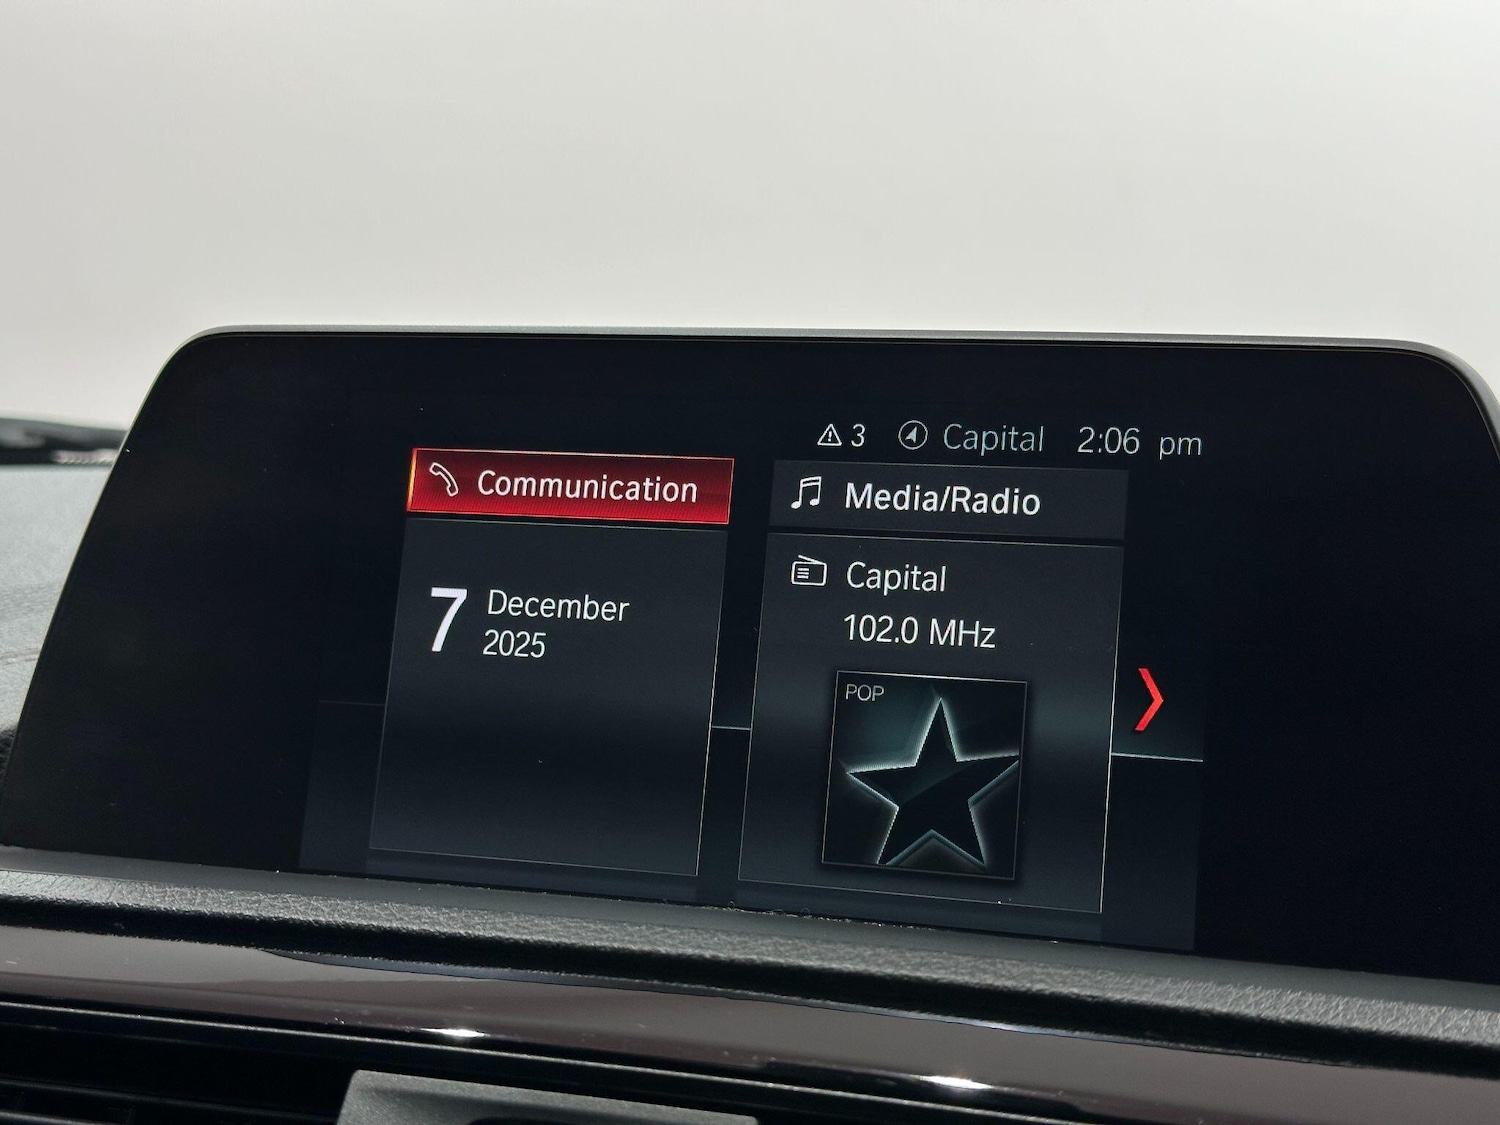 3 Capital 2:06 pm
Communication
7 December
2025
Media/Radio
Capital
102.0 MHz
POP